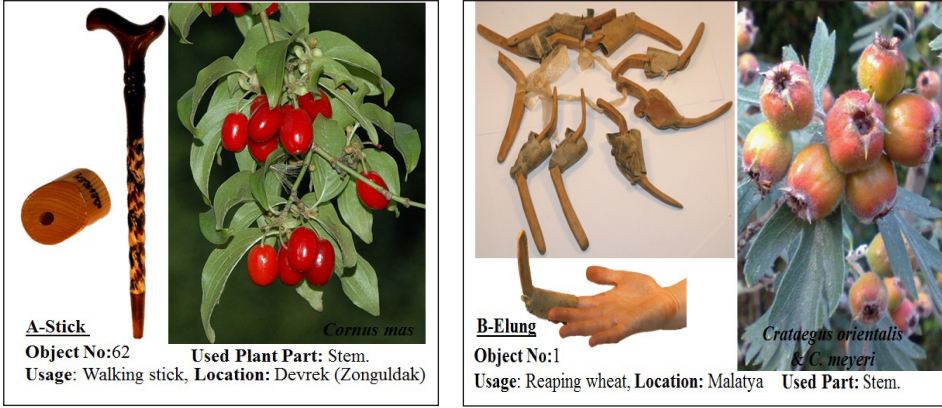 Cornus mas
A-Stick
Object No:62
Used Plant Part: Stem.
Usage: Walking stick, Location: Devrek (Zonguldak)
Crataegus orientalis
& C. meyeri
B-Elung
Object No:1
Usage: Reaping wheat, Location: Malatya Used Part: Stem.